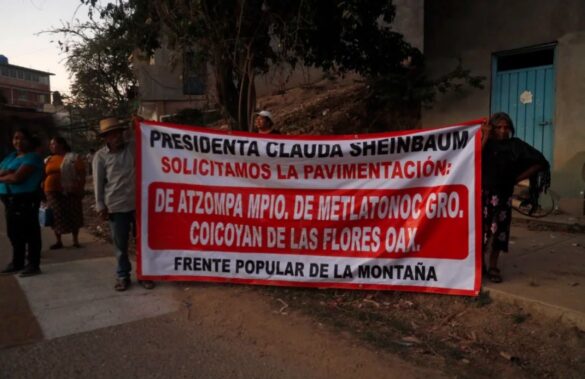 PRESIDENTA CLAUDA SHEINBAUM
SOLICITAMOS LA PAVIMENTACIÓN:
DE ATZOMPA MPIO. DE METLATONOC GRO.
COICOYAN DE LAS FLORES OAX.
FRENTE POPULAR DE LA MONTAÑA